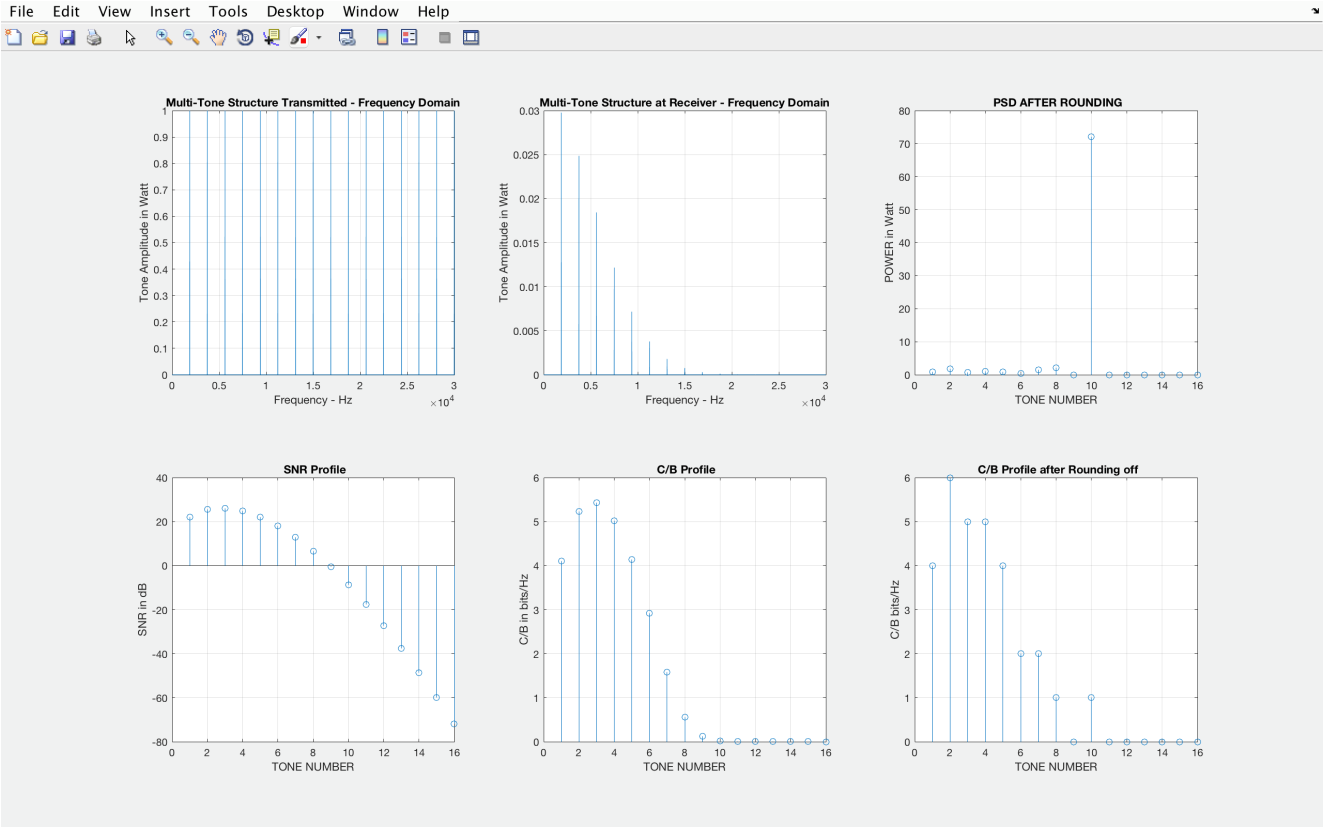 File Edit View Insert Tools Desktop Window Help
Multi-Tone Structure Transmitted - Frequency Domain
Tone Amplitude in Watt
1
0.9
0.8
0.7
0.6
0.5
0.4
0.3
0.2
0.1
0
0 0.5 1 1.5 2 2.5 3
Frequency - Hz
×10^4
Multi-Tone Structure at Receiver - Frequency Domain
Tone Amplitude in Watt
0.03
0.025
0.02
0.015
0.01
0.005
0
0 0.5 1 1.5 2 2.5 3
Frequency - Hz
×10^4
PSD AFTER ROUNDING
POWER in Watt
80
70
60
50
40
30
20
10
0
0 2 4 6 8 10 12 14 16
TONE NUMBER
SNR Profile
SNR in dB
40
20
0
-20
-40
-60
-80
0 2 4 6 8 10 12 14 16
TONE NUMBER
C/B Profile
C/B in bits/Hz
6
5
4
3
2
1
0
0 2 4 6 8 10 12 14 16
TONE NUMBER
C/B Profile after Rounding off
C/B bits/Hz
6
5
4
3
2
1
0
0 2 4 6 8 10 12 14 16
TONE NUMBER